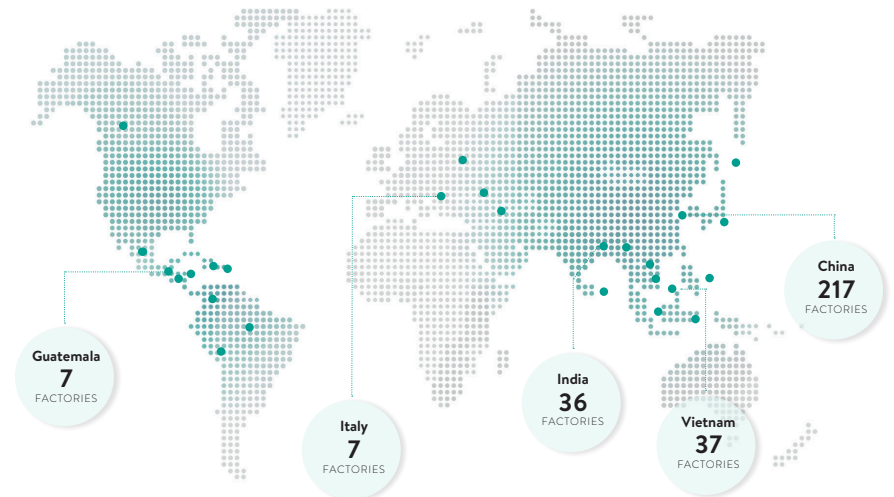 China
217
FACTORIES
Guatemala
7
FACTORIES
India
36
FACTORIES
Italy
7
FACTORIES
Vietnam
37
FACTORIES